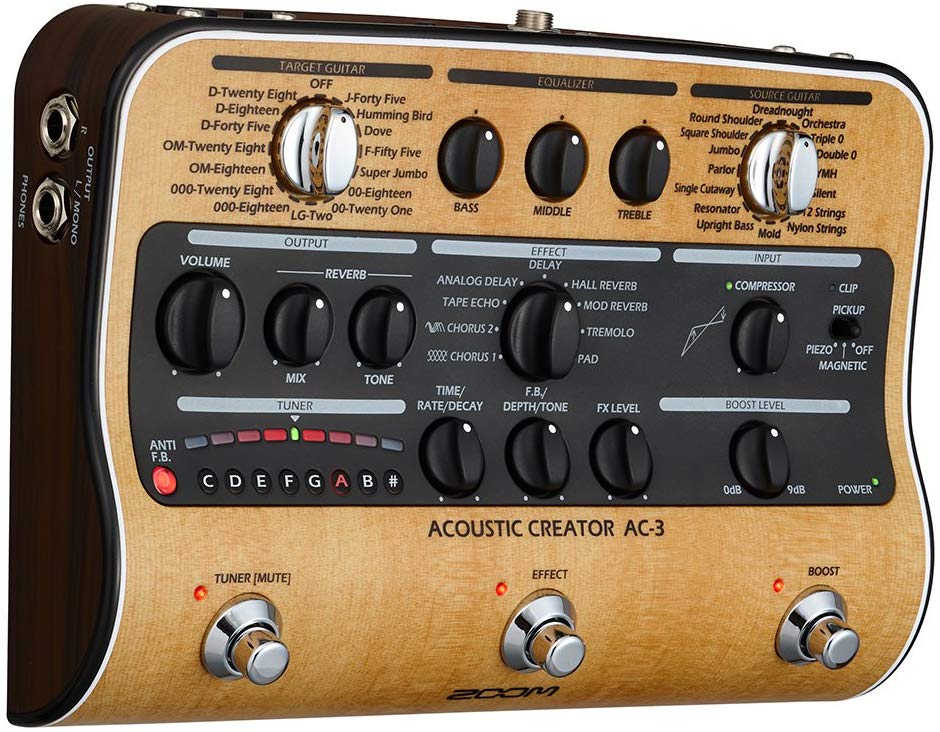 TARGET GUITAR
OFF
D-Twenty Eight
D-Eighteen
D-Forty Five
OM-Twenty Eight
OM-Eighteen
000-Twenty Eight
000-Eighteen
LG-Two
J-Forty Five
Humming Bird
Dove
F-Fifty Five
Super Jumbo
00-Eighteen
00-Twenty One
EQUALIZER
BASS
MIDDLE
TREBLE
SOURCE GUITAR
Dreadnought
Round Shoulder
Square Shoulder
Jumbo
Parlor
Single Cutaway
Resonator
Upright Bass
Mold
Orchestra
Triple 0
Double 0
Silent
12 Strings
Nylon Strings
R
OUTPUT
L/MONO
PHONES
OUTPUT
VOLUME
REVERB
MIX
TONE
EFFECT
DELAY
ANALOG DELAY
TAPE ECHO
CHORUS 2
CHORUS 1
HALL REVERB
MOD REVERB
TREMOLO
PAD
INPUT
COMPRESSOR
CLIP
PICKUP
PIEZO
OFF
MAGNETIC
TUNER
ANTI
F.B.
C D E F G A B #
TIME/
RATE/DECAY
F.B./
DEPTH/TONE
FX LEVEL
BOOST LEVEL
0dB
9dB
POWER
ACOUSTIC CREATOR AC-3
TUNER [MUTE]
EFFECT
BOOST
ZOOM